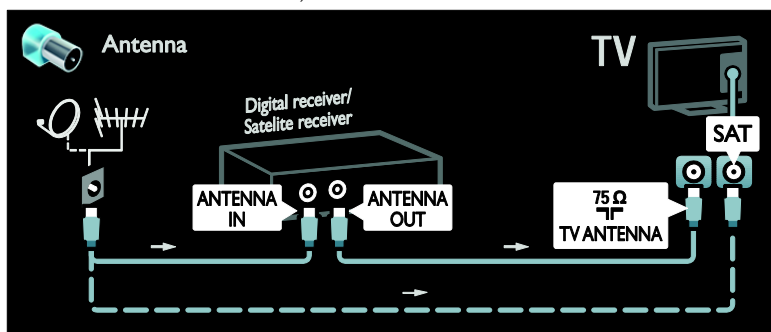 Antenna
TV
Digital receiver/
Satelite receiver
SAT
ANTENNA
IN
ANTENNA
OUT
75 Ω
TV ANTENNA